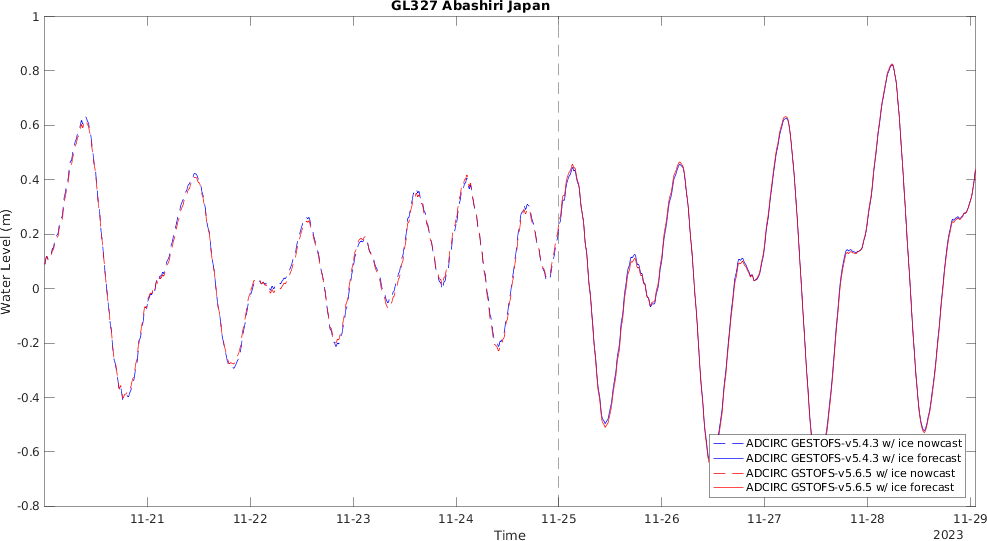 GL327 Abashiri Japan
1
0.8
0.6
0.4
0.2
0
-0.2
-0.4
-0.6
-0.8
Water Level (m)
ADCIRC GESTOFS-v5.4.3 w/ ice nowcast
ADCIRC GESTOFS-v5.4.3 w/ ice forecast
ADCIRC GSTOFS-v5.6.5 w/ ice nowcast
ADCIRC GSTOFS-v5.6.5 w/ ice forecast
11-21 11-22 11-23 11-24 11-25 11-26 11-27 11-28 11-29
Time
2023